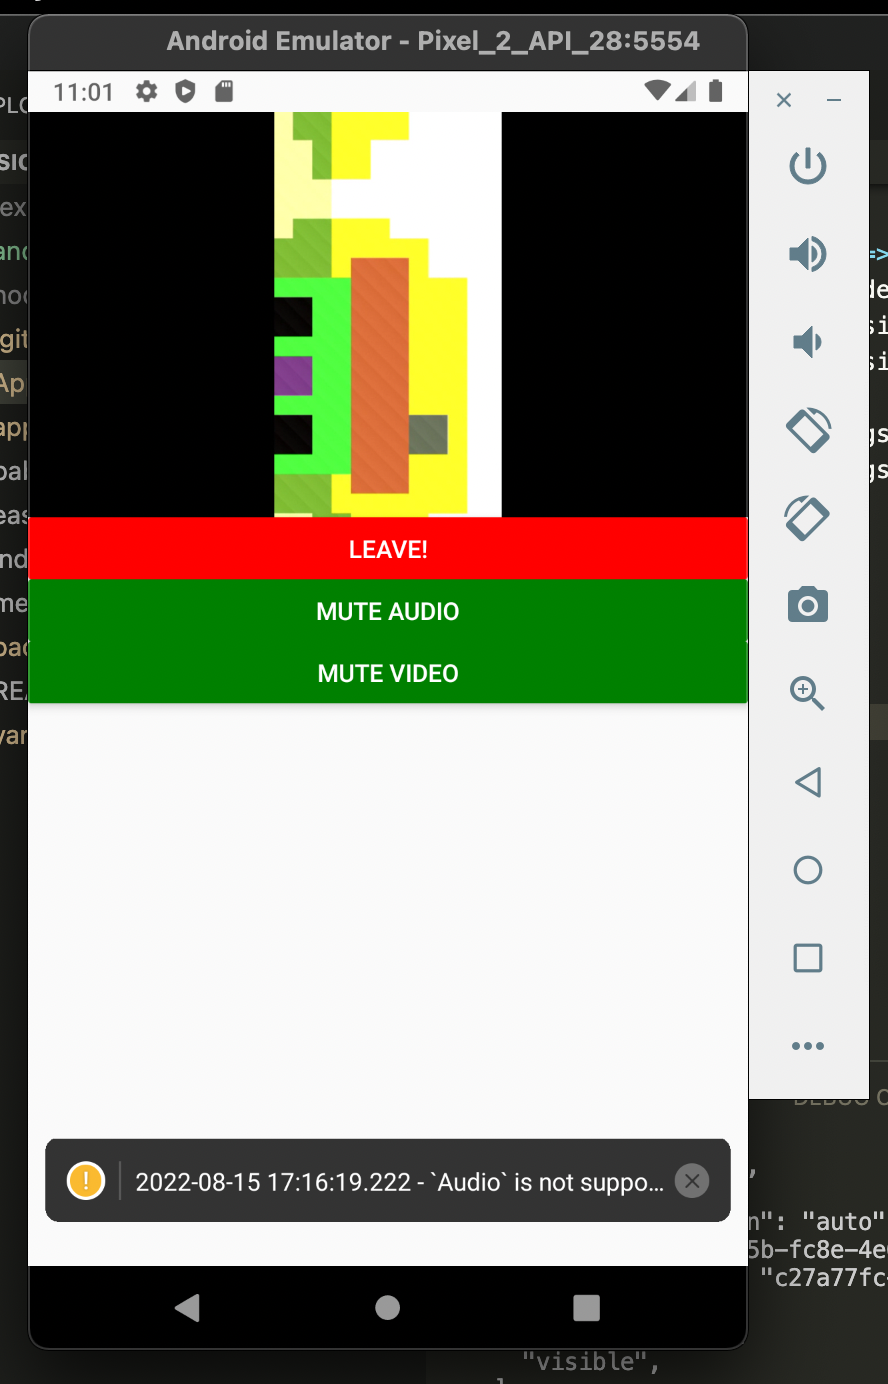 Android Emulator - Pixel_2_API_28:5554
11:01
LEAVE!
MUTE AUDIO
MUTE VIDEO
2022-08-15 17:16:19.222 - `Audio` is not suppo...
=>
n": "auto"
5b-fc8e-4e
"c27a77fc-
"visible",